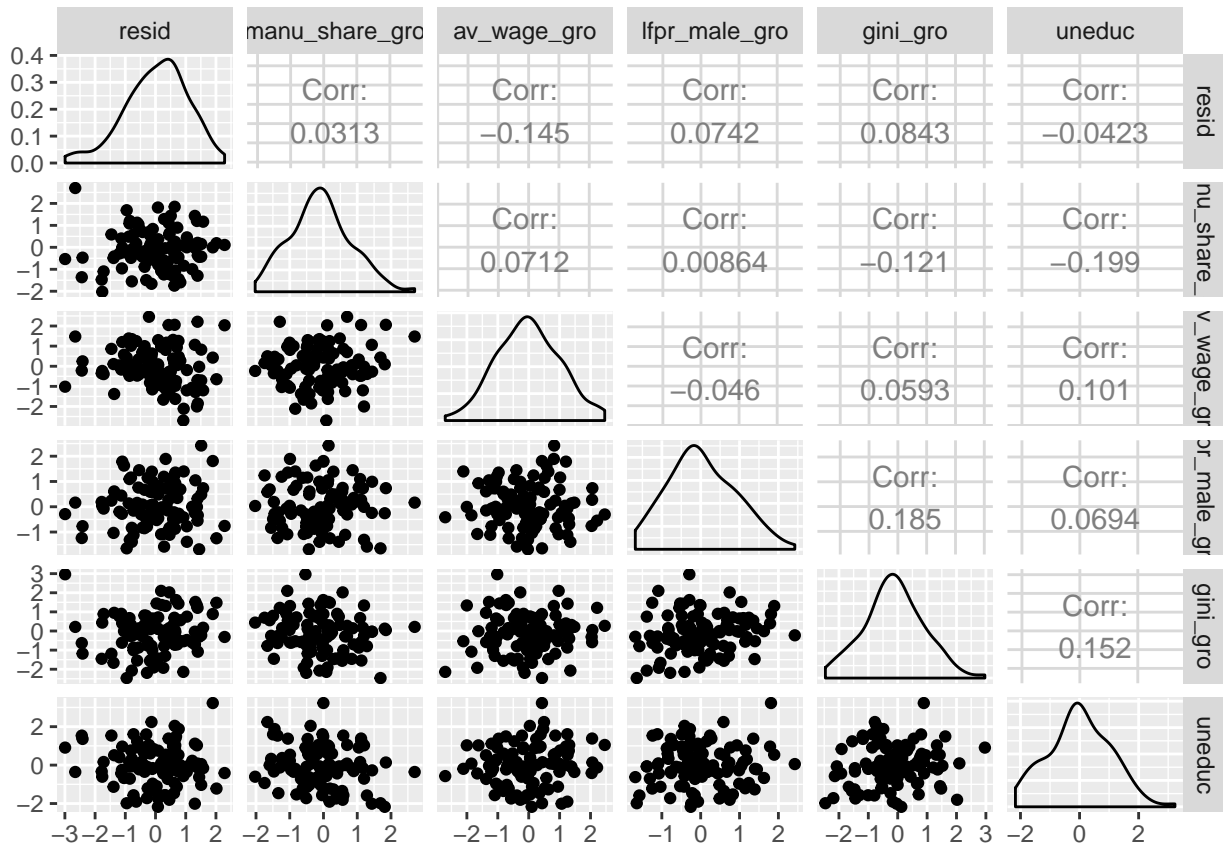 resid manu_share_gro av_wage_gro lfpr_male_gro gini_gro uneduc
0.4
0.3
0.2
0.1
0.0
Corr: Corr: Corr: Corr: Corr:
0.0313 −0.145 0.0742 0.0843 −0.0423
resid
2
1
0
−1
−2
Corr: Corr: Corr: Corr:
0.0712 0.00864 −0.121 −0.199
nu_share_
2
1
0
−1
−2
Corr: Corr: Corr:
−0.046 0.0593 0.101
v_wage_gr
2
1
0
−1
Corr: Corr:
0.185 0.0694
or_male_gr
3
2
1
0
−1
−2
Corr:
0.152
gini_gro
2
0
−2
uneduc
−3 −2 −1 0 1 2 −2 −1 0 1 2 −2 −1 0 1 2 −1 0 1 2 −2 −1 0 1 2 3 −2 0 2